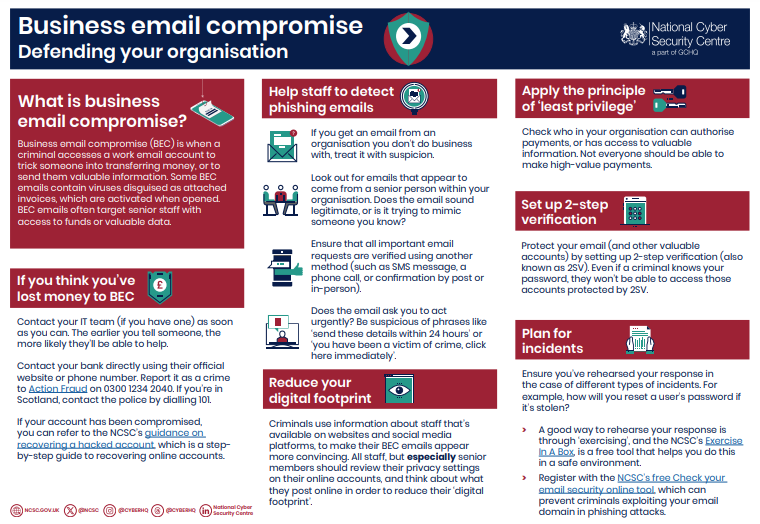 Business email compromise
Defending your organisation
National Cyber
Security Centre
a part of GCHQ
What is business
email compromise?
Business email compromise (BEC) is when a
criminal accesses a work email account to
trick someone into transferring money, or to
send them valuable information. Some BEC
emails contain viruses disguised as attached
invoices, which are activated when opened.
BEC emails often target senior staff with
access to funds or valuable data.
If you think you've
lost money to BEC
£
Contact your IT team (if you have one) as soon
as you can. The earlier you tell someone, the
more likely they'll be able to help.
Contact your bank directly using their official
website or phone number. Report it as a crime
to Action Fraud on 0300 1234 2040. If you're in
Scotland, contact the police by dialling 101.
If your account has been compromised,
you can refer to the NCSC's guidance on
recovering a hacked account, which is a step-
by-step guide to recovering online accounts.
Help staff to detect
phishing emails
If you get an email from an
organisation you don't do business
with, treat it with suspicion.
Look out for emails that appear to
come from a senior person within your
organisation. Does the email sound
legitimate, or is it trying to mimic
someone you know?
Ensure that all important email
requests are verified using another
method (such as SMS message, a
phone call, or confirmation by post or
in-person).
Does the email ask you to act
urgently? Be suspicious of phrases like
'send these details within 24 hours' or
'you have been a victim of crime, click
here immediately'.
Reduce your
digital footprint
Criminals use information about staff that's
available on websites and social media
platforms, to make their BEC emails appear
more convincing. All staff, but especially senior
members should review their privacy settings
on their online accounts, and think about what
they post online in order to reduce their 'digital
footprint'.
Apply the principle
of 'least privilege'
Check who in your organisation can authorise
payments, or has access to valuable
information. Not everyone should be able to
make high-value payments.
Set up 2-step
verification
Protect your email (and other valuable
accounts) by setting up 2-step verification (also
known as 2SV). Even if a criminal knows your
password, they won't be able to access those
accounts protected by 2SV.
Plan for
incidents
Ensure you've rehearsed your response in
the case of different types of incidents. For
example, how will you reset a user's password if
it's stolen?
› A good way to rehearse your response is
through 'exercising', and the NCSC's Exercise
In A Box, is a free tool that helps you do this
in a safe environment.
› Register with the NCSC's free Check your
email security online tool, which can
prevent criminals exploiting your email
domain in phishing attacks.
NCSC.GOV.UK @NCSC @CYBERHQ @CYBERHQ National Cyber
Security Centre